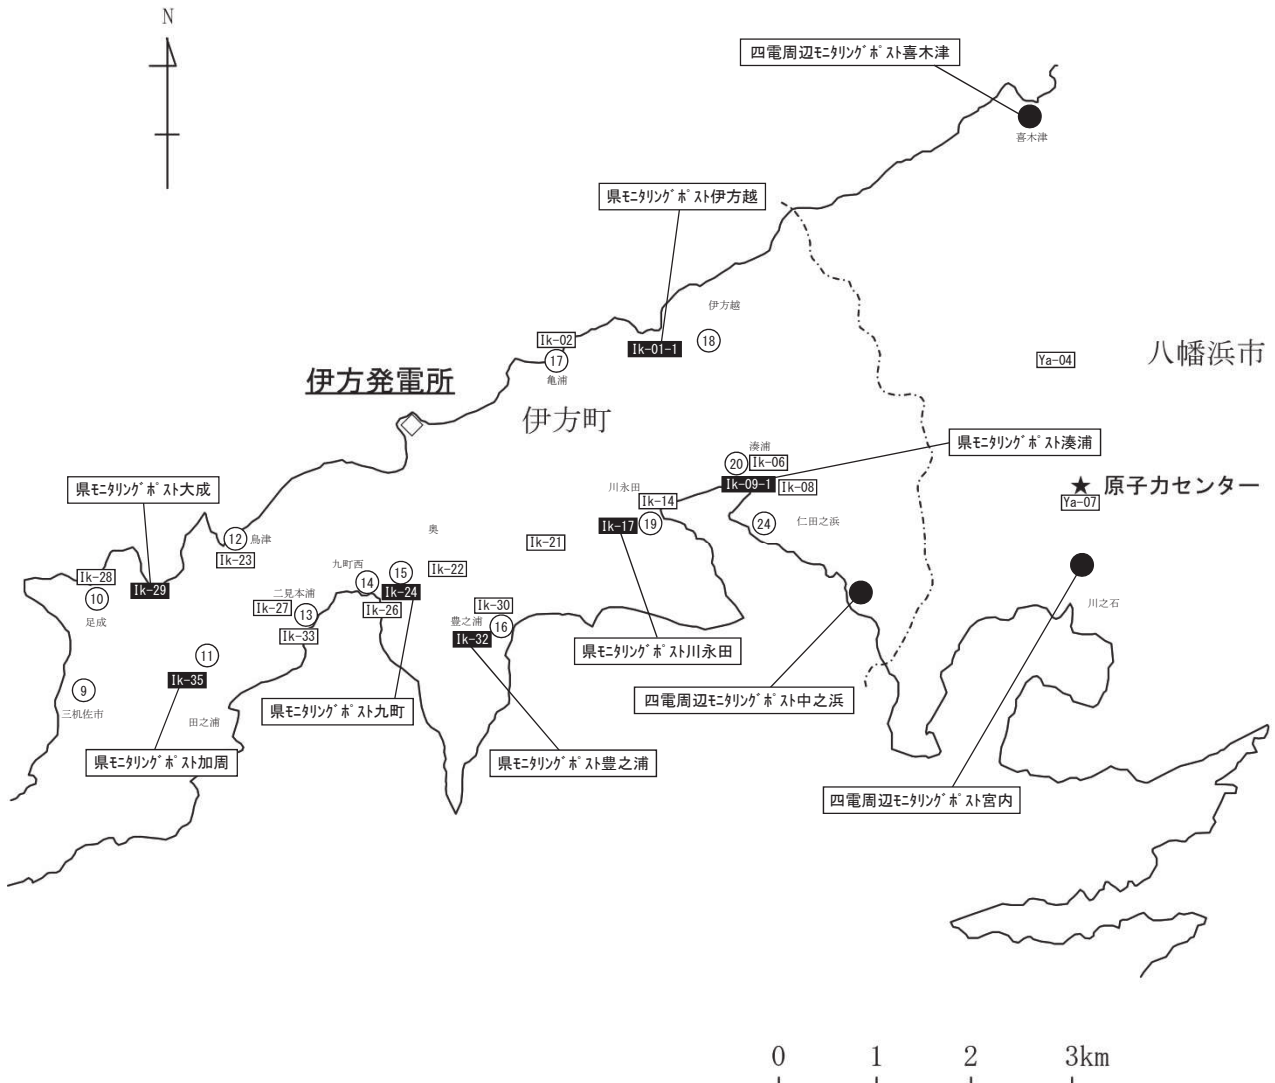 N
四電周辺ﾓﾆﾀﾘﾝｸﾞﾎﾟｽﾄ喜木津
喜木津
県ﾓﾆﾀﾘﾝｸﾞﾎﾟｽﾄ伊方越
伊方越
Ik-02
Ik-01-1
18
17
亀浦
Ya-04
八幡浜市
伊方発電所
伊方町
県ﾓﾆﾀﾘﾝｸﾞﾎﾟｽﾄ湊浦
湊浦
20
Ik-06
Ik-09-1
Ik-08
★ 原子力センター
Ya-07
県ﾓﾆﾀﾘﾝｸﾞﾎﾟｽﾄ大成
川永田
Ik-14
Ik-17
19
24
仁田之浜
奥
12
鳥津
Ik-21
Ik-23
九町西
15
Ik-22
Ik-28
Ik-29
14
Ik-24
10
足成
二見本浦
Ik-27
13
Ik-26
Ik-30
豊之浦
16
川之石
Ik-33
Ik-32
11
県ﾓﾆﾀﾘﾝｸﾞﾎﾟｽﾄ川永田
Ik-35
9
三机佐市
田之浦
県ﾓﾆﾀﾘﾝｸﾞﾎﾟｽﾄ九町
四電周辺ﾓﾆﾀﾘﾝｸﾞﾎﾟｽﾄ中之浜
県ﾓﾆﾀﾘﾝｸﾞﾎﾟｽﾄ加周
県ﾓﾆﾀﾘﾝｸﾞﾎﾟｽﾄ豊之浦
四電周辺ﾓﾆﾀﾘﾝｸﾞﾎﾟｽﾄ宮内
0 1 2 3km